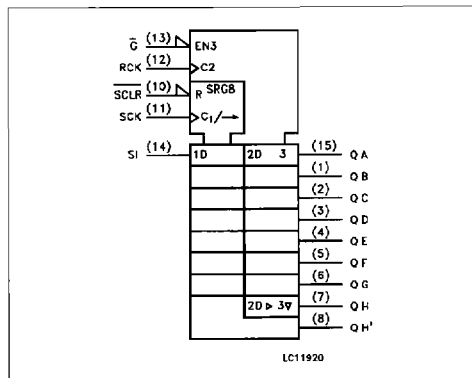 G (13) EN3
RCK (12) C2
SCLR (10) R SRG8
SCK (11) C1/→
SI (14) 1D 2D 3 (15) QA
(1) QB
(2) QC
(3) QD
(4) QE
(5) QF
(6) QG
2D ▷ 3▽ (7) QH
(8) QH'
LC11920